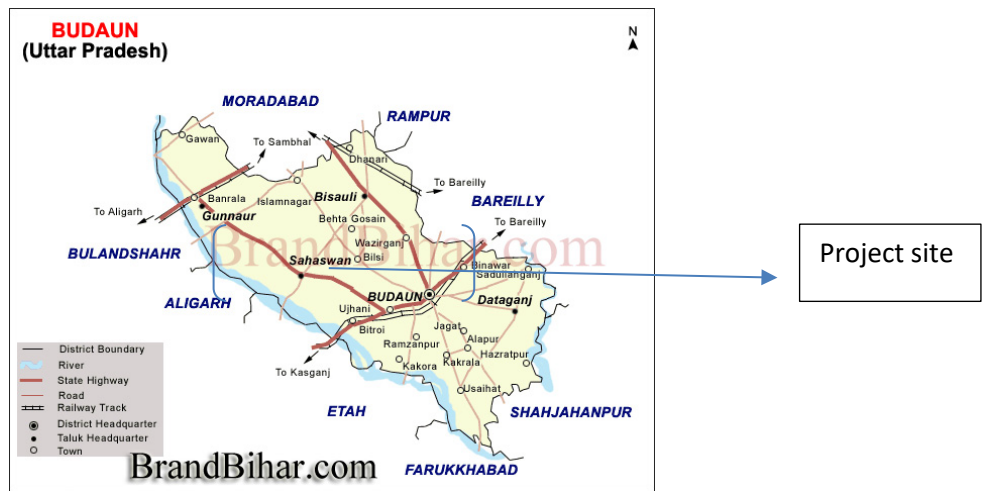 BUDAUN
(Uttar Pradesh)
N
MORADABAD
RAMPUR
Gawan
To Sambhal
Dhanari
To Bareilly
Banrala
Islamnagar
Bisauli
BAREILLY
To Aligarh
Gunnaur
Behta Gosain
To Bareilly
BrandBihar.com
Wazirganj
BULANDSHAHR
Sahaswan
Bilsi
Binawar
Sadullanganj
Project site
ALIGARH
BUDAUN
Dataganj
Ujhani
Bitroi
Jagat
Ramzanpur
Alapur
Hazratpur
Kakora
Kakrala
To Kasganj
Usaihat
ETAH
SHAHJAHANPUR
FARUKKHABAD
District Boundary
River
State Highway
Road
Railway Track
District Headquarter
Taluk Headquarter
Town
BrandBihar.com